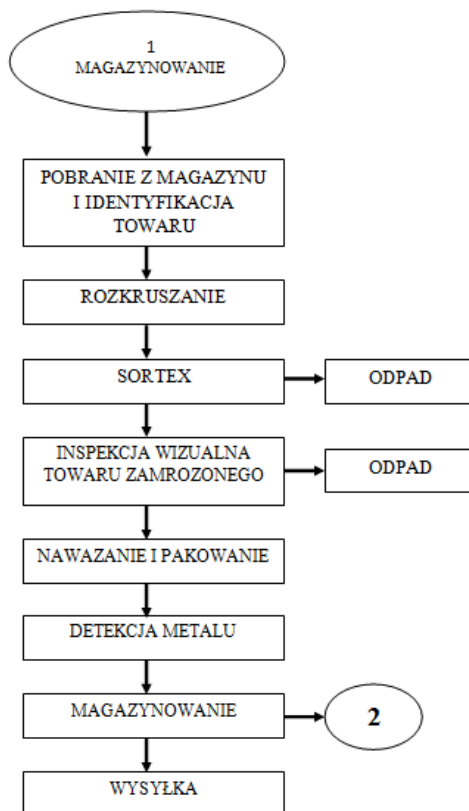 1
MAGAZYNOWANIE
POBRANIE Z MAGAZYNU
I IDENTYFIKACJA
TOWARU
ROZKRUSZANIE
SORTEX
ODPAD
INSPEKCJA WIZUALNA
TOWARU ZAMROZONEGO
ODPAD
NAWAZANIE I PAKOWANIE
DETEKCJA METALU
MAGAZYNOWANIE
2
WYSYŁKA